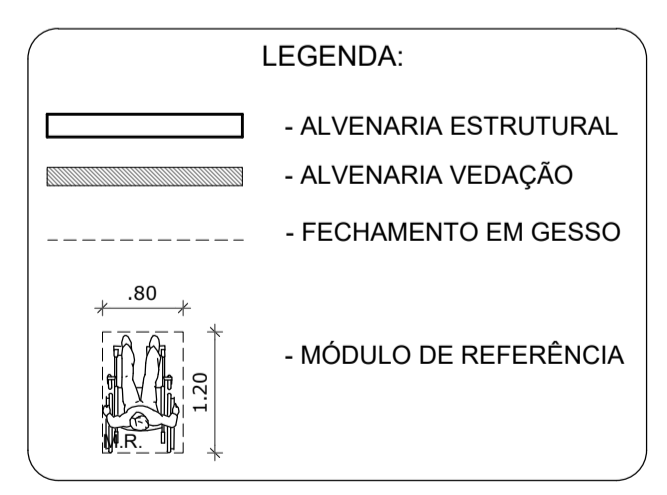 LEGENDA:
- ALVENARIA ESTRUTURAL
- ALVENARIA VEDAÇÃO
- FECHAMENTO EM GESSO
.80
- MÓDULO DE REFERÊNCIA
1.20
M.R.